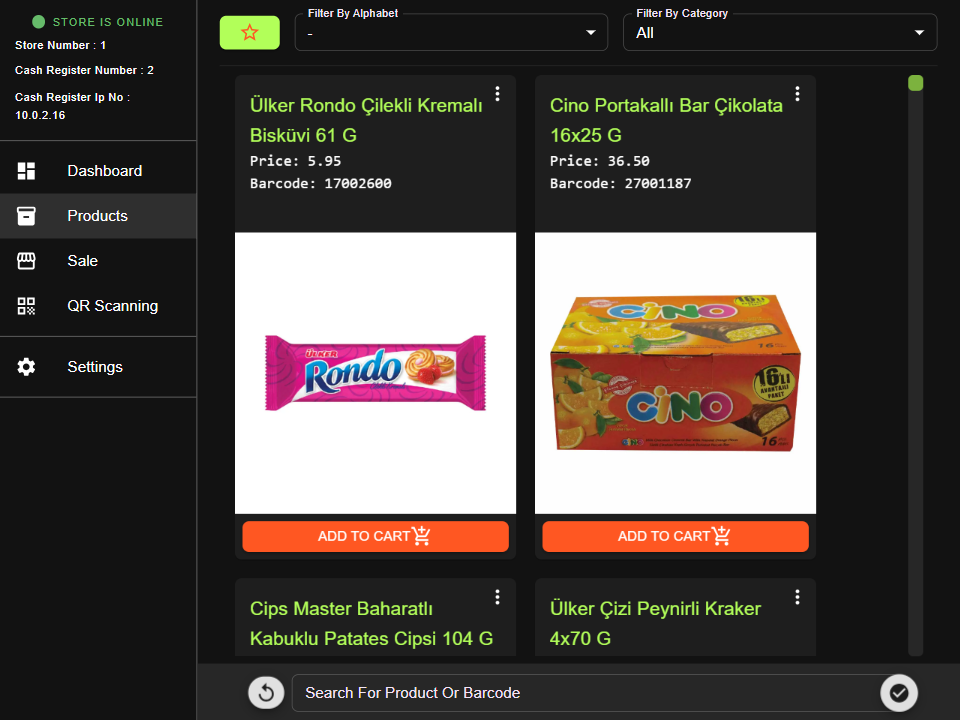 STORE IS ONLINE
Store Number : 1
Cash Register Number : 2
Cash Register Ip No :
10.0.2.16
Dashboard
Products
Sale
QR Scanning
Settings
Filter By Alphabet
-
Filter By Category
All
Ülker Rondo Çilekli Kremalı
Bisküvi 61 G
Price: 5.95
Barcode: 17002600
ÜLKER
Rondo
ADD TO CART
Cino Portakallı Bar Çikolata
16x25 G
Price: 36.50
Barcode: 27001187
CINO
16
16LI
AVANTAJLI
PAKET
CINO
16
ADD TO CART
Cips Master Baharatlı
Kabuklu Patates Cipsi 104 G
Ülker Çizi Peynirli Kraker
4x70 G
Search For Product Or Barcode